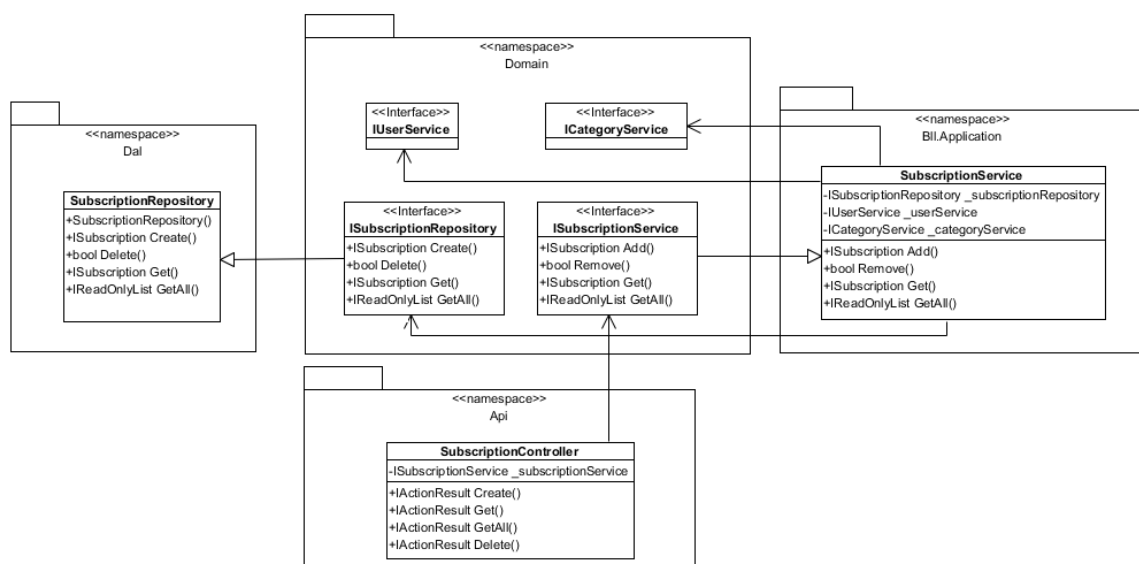 <<namespace>>
Domain
<<Interface>>
IUserService
<<Interface>>
ICategoryService
<<namespace>>
Dal
SubscriptionRepository
+SubscriptionRepository()
+ISubscription Create()
+bool Delete()
+ISubscription Get()
+IReadOnlyList GetAll()
<<Interface>>
ISubscriptionRepository
+ISubscription Create()
+bool Delete()
+ISubscription Get()
+IReadOnlyList GetAll()
<<Interface>>
ISubscriptionService
+ISubscription Add()
+bool Remove()
+ISubscription Get()
+IReadOnlyList GetAll()
<<namespace>>
Bll.Application
SubscriptionService
-ISubscriptionRepository _subscriptionRepository
-IUserService _userService
-ICategoryService _categoryService
+ISubscription Add()
+bool Remove()
+ISubscription Get()
+IReadOnlyList GetAll()
<<namespace>>
Api
SubscriptionController
-ISubscriptionService _subscriptionService
+IActionResult Create()
+IActionResult Get()
+IActionResult GetAll()
+IActionResult Delete()